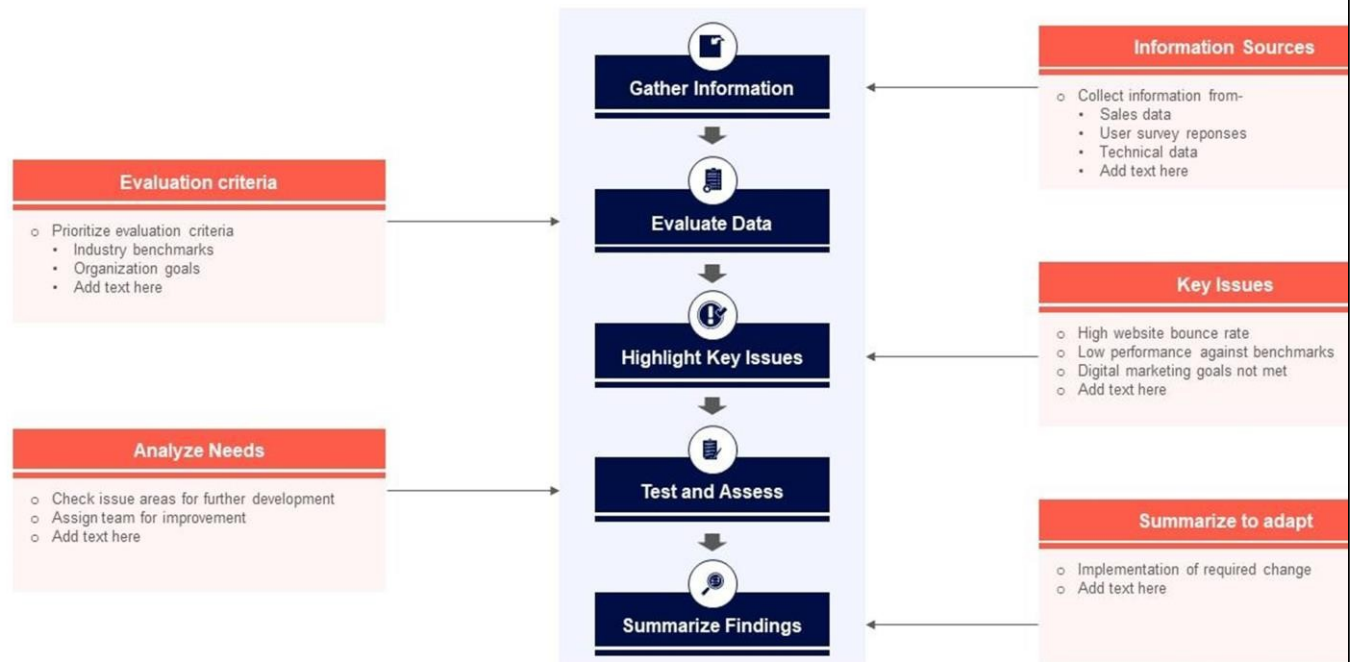 Gather Information
Information Sources
o Collect information from-
• Sales data
• User survey reponses
• Technical data
• Add text here
Evaluation criteria
o Prioritize evaluation criteria
• Industry benchmarks
• Organization goals
• Add text here
Evaluate Data
Highlight Key Issues
Key Issues
o High website bounce rate
o Low performance against benchmarks
o Digital marketing goals not met
o Add text here
Analyze Needs
o Check issue areas for further development
o Assign team for improvement
o Add text here
Test and Assess
Summarize Findings
Summarize to adapt
o Implementation of required change
o Add text here